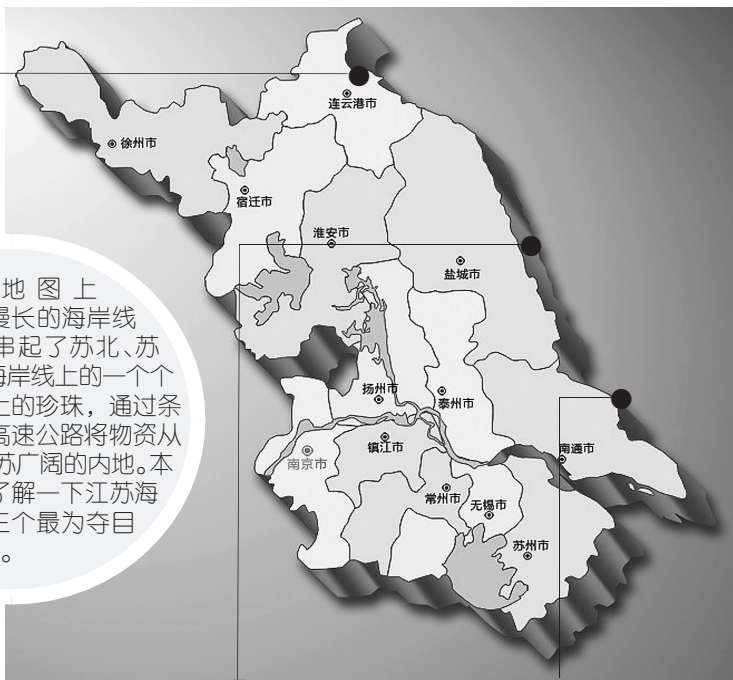 连云港市
徐州市
宿迁市
淮安市
盐城市
地图上
漫长的海岸线
串起了苏北、苏
海岸线上的一个个
上的珍珠，通过条
高速公路将物资从
苏广阔的内地。本
了解一下江苏海
三个最为夺目
。
扬州市
泰州市
镇江市
南京市
南通市
常州市
无锡市
苏州市